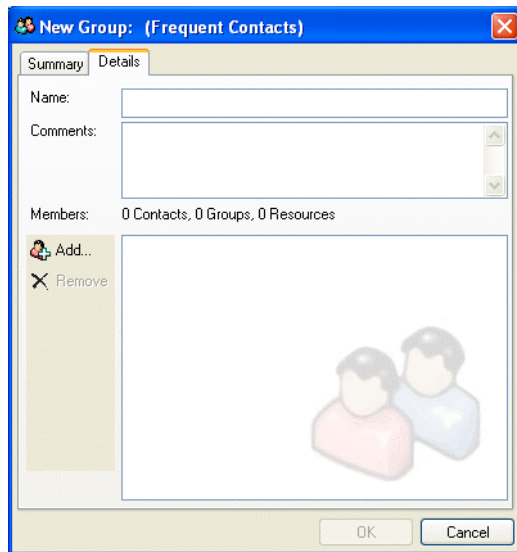 New Group: (Frequent Contacts)
Summary Details
Name:
Comments:
Members: 0 Contacts, 0 Groups, 0 Resources
Add...
Remove
OK Cancel